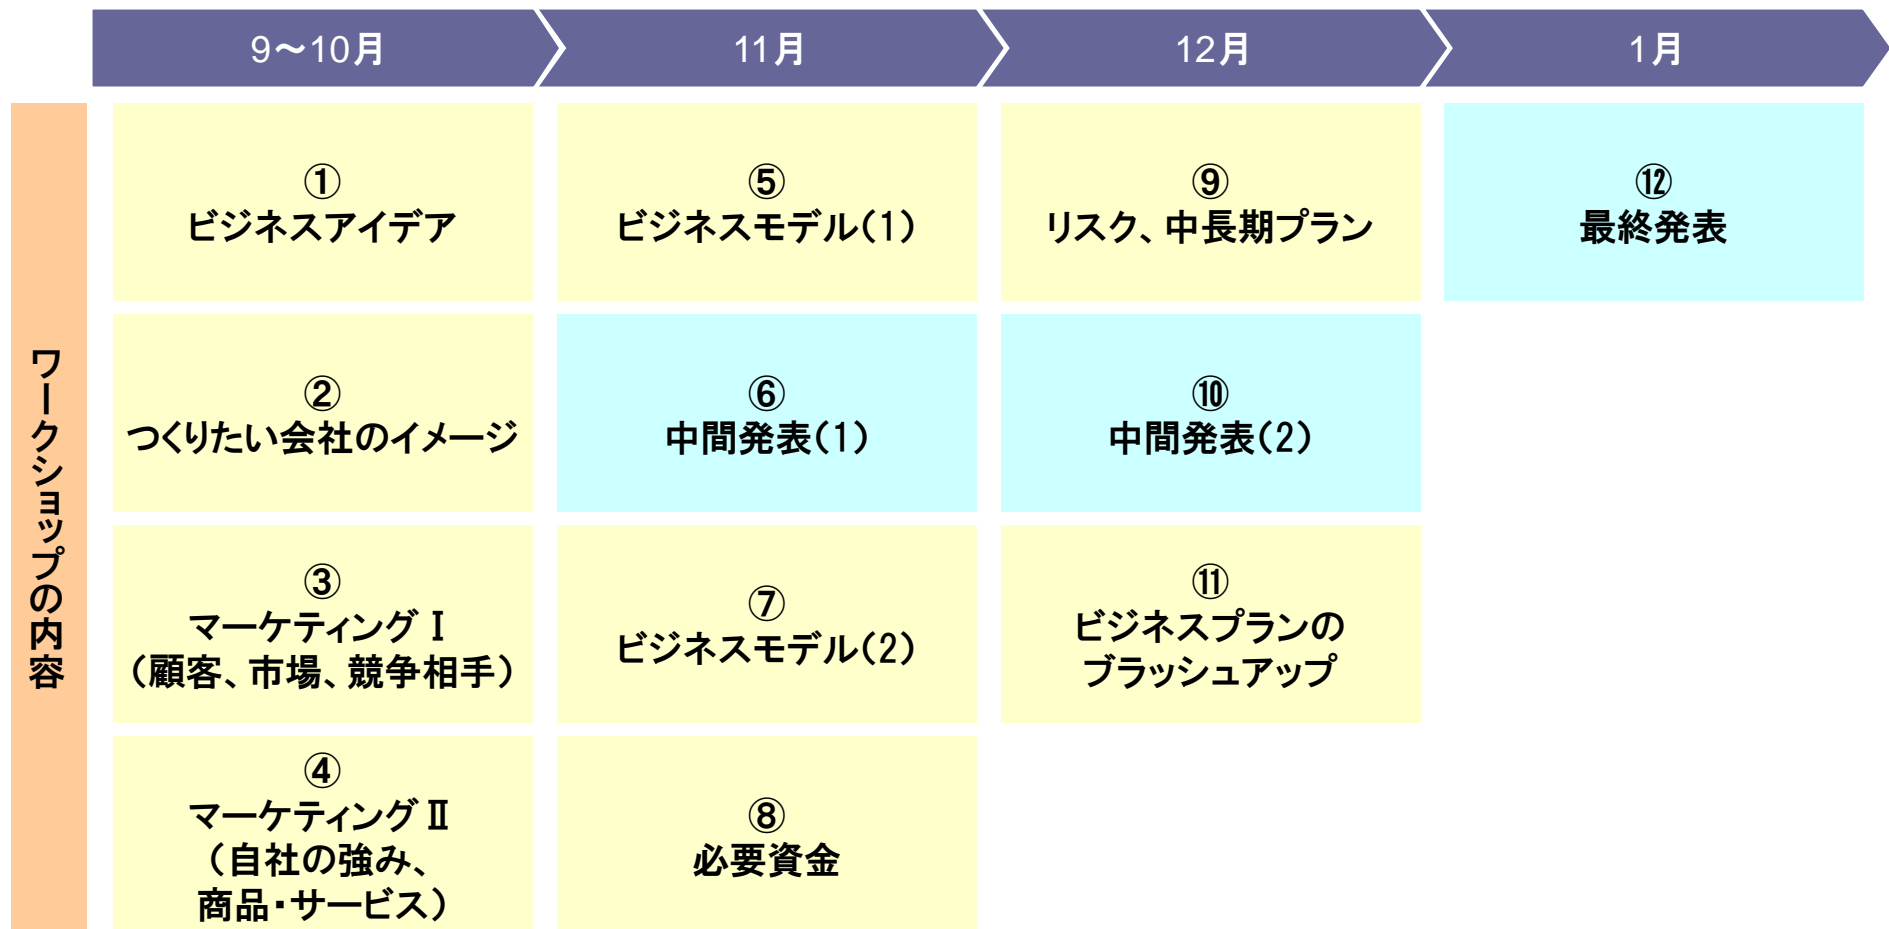 9～10月
11月
12月
1月
ワークショップの内容
①
ビジネスアイデア
②
つくりたい会社のイメージ
③
マーケティングⅠ
（顧客、市場、競争相手）
④
マーケティングⅡ
（自社の強み、
商品・サービス）
⑤
ビジネスモデル（1）
⑥
中間発表（1）
⑦
ビジネスモデル（2）
⑧
必要資金
⑨
リスク、中長期プラン
⑩
中間発表（2）
⑪
ビジネスプランの
ブラッシュアップ
⑫
最終発表